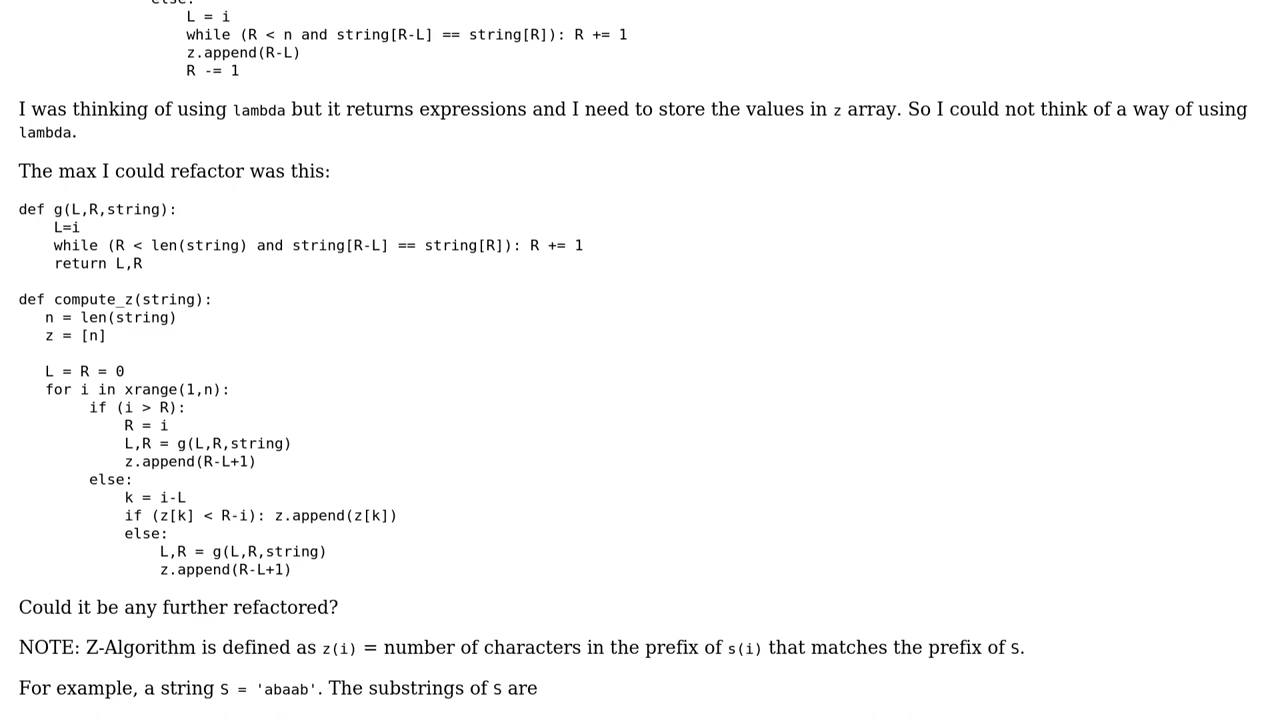 else:
L = i
while (R < n and string[R-L] == string[R]): R += 1
z.append(R-L)
R -= 1
I was thinking of using lambda but it returns expressions and I need to store the values in z array. So I could not think of a way of using
lambda.
The max I could refactor was this:
def g(L,R,string):
L=i
while (R < len(string) and string[R-L] == string[R]): R += 1
return L,R
def compute_z(string):
n = len(string)
z = [n]
L = R = 0
for i in xrange(1,n):
if (i > R):
R = i
L,R = g(L,R,string)
z.append(R-L+1)
else:
k = i-L
if (z[k] < R-i): z.append(z[k])
else:
L,R = g(L,R,string)
z.append(R-L+1)
Could it be any further refactored?
NOTE: Z-Algorithm is defined as z(i) = number of characters in the prefix of s(i) that matches the prefix of S.
For example, a string S = 'abaab'. The substrings of S are